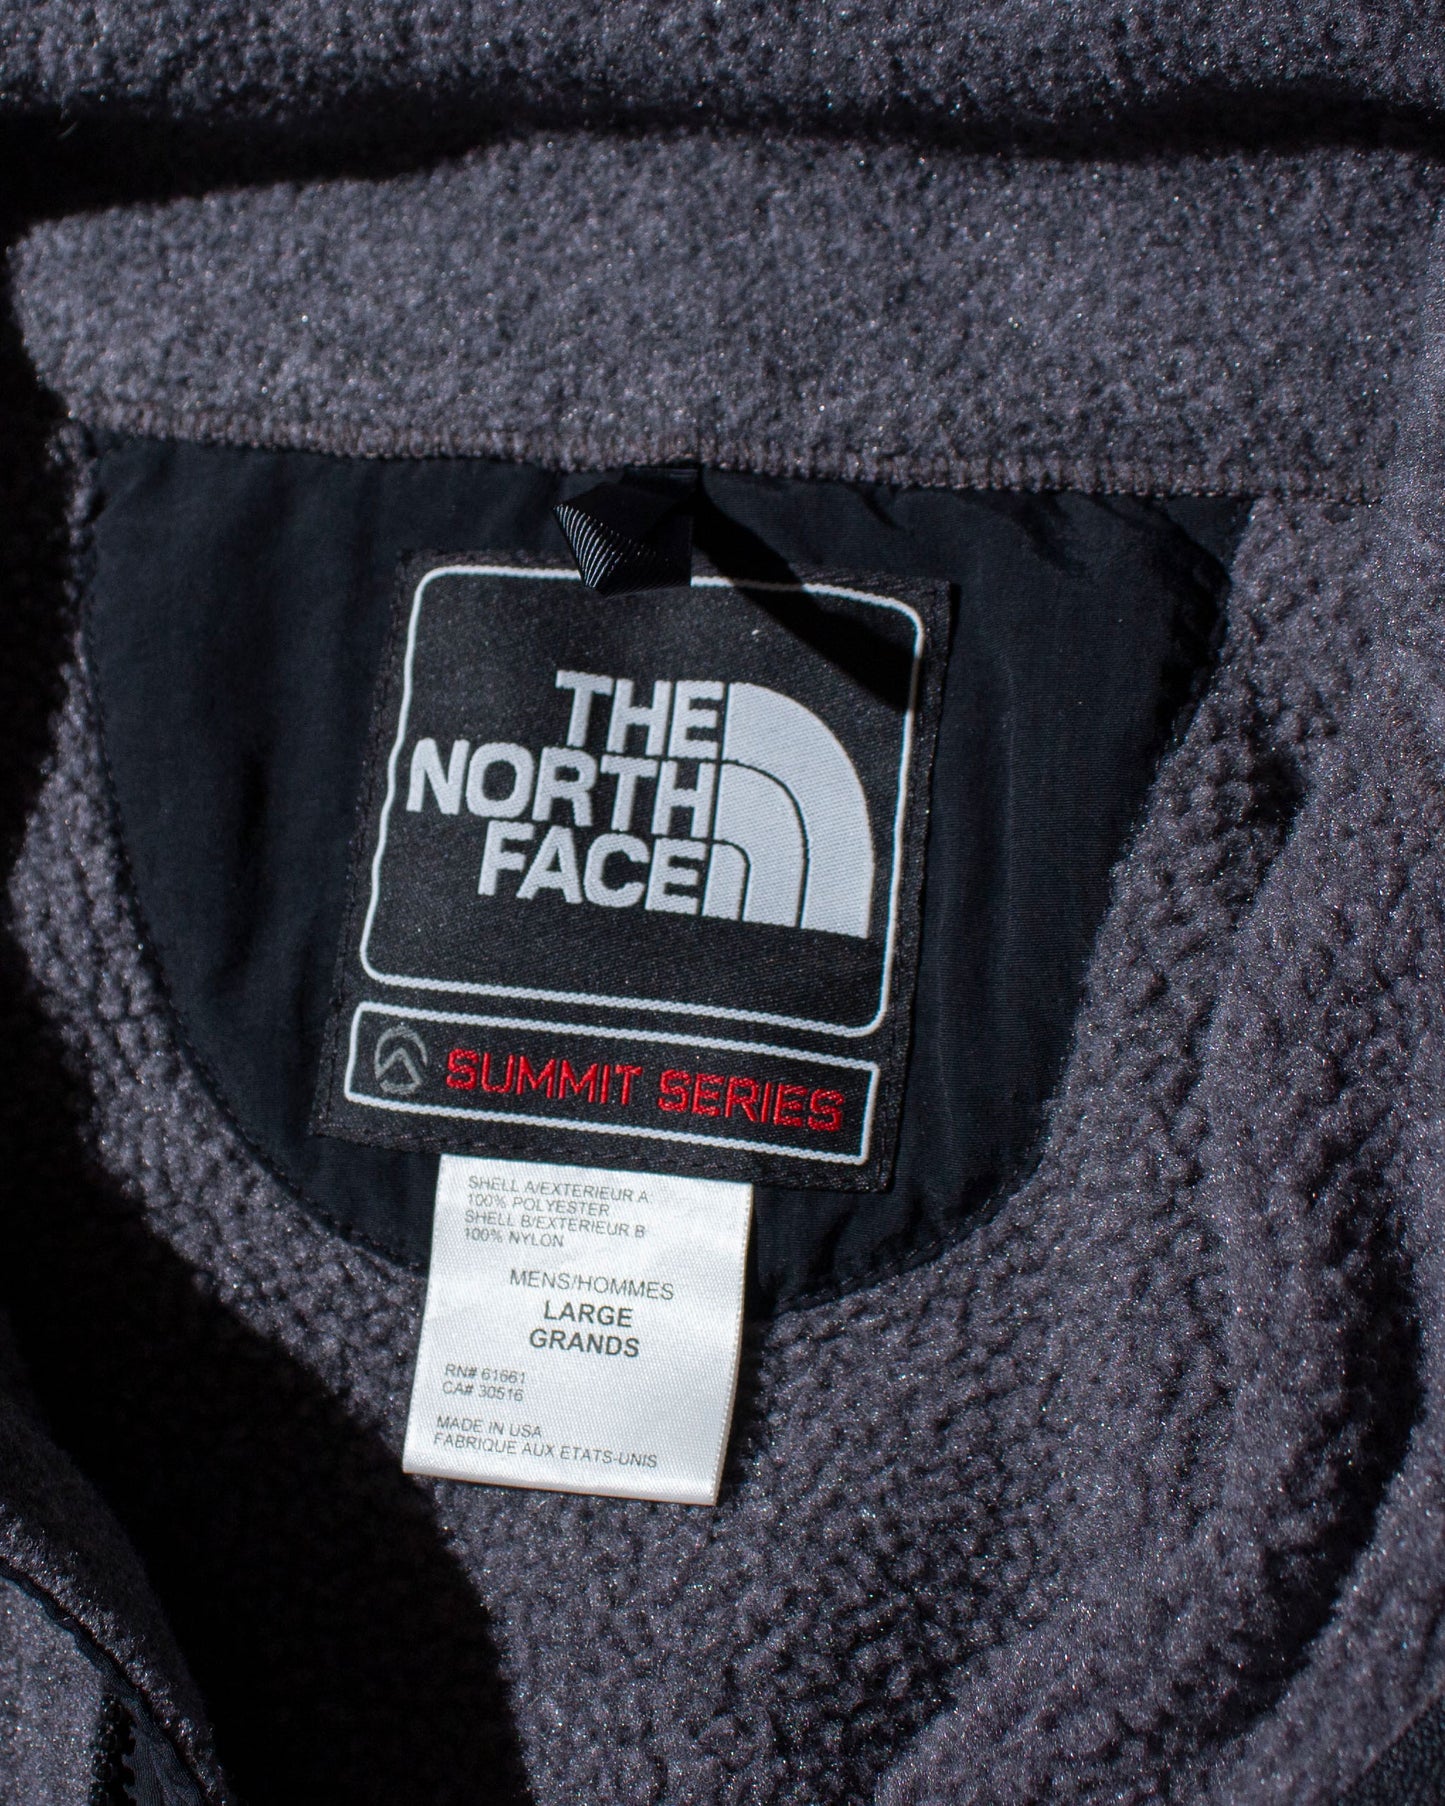 THE
NORTH
FACE
SUMMIT SERIES
SHELL A/EXTERIEUR A:
100% POLYESTER
SHELL B/EXTERIEUR B:
100% NYLON
MENS/HOMMES
LARGE
GRANDS
RN# 61661
CA# 30516
MADE IN USA
FABRIQUE AUX ETATS-UNIS